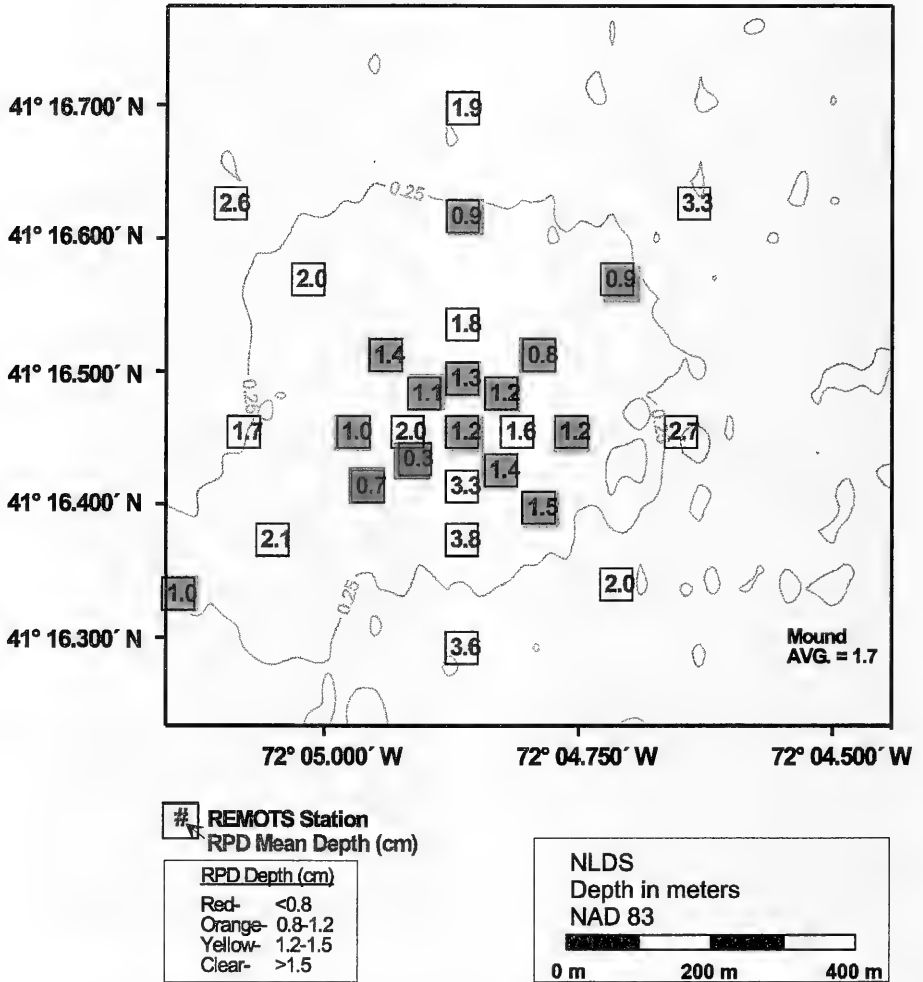 41° 16.700´ N
1.9
2.6
0.25
3.3
0.9
41° 16.600´ N
2.0
0.9
1.8
1.4
0.8
41° 16.500´ N
1.3
1.1
1.2
0.25
0.25
1.7
1.0
2.0
1.2
1.6
1.2
2.7
0.3
1.4
0.7
3.3
41° 16.400´ N
1.5
2.1
3.8
1.0
0.25
2.0
41° 16.300´ N
3.6
Mound
AVG. = 1.7
72° 05.000´ W 72° 04.750´ W 72° 04.500´ W
# REMOTS Station
RPD Mean Depth (cm)
RPD Depth (cm)
Red- <0.8
Orange- 0.8-1.2
Yellow- 1.2-1.5
Clear- >1.5
NLDS
Depth in meters
NAD 83
0 m 200 m 400 m